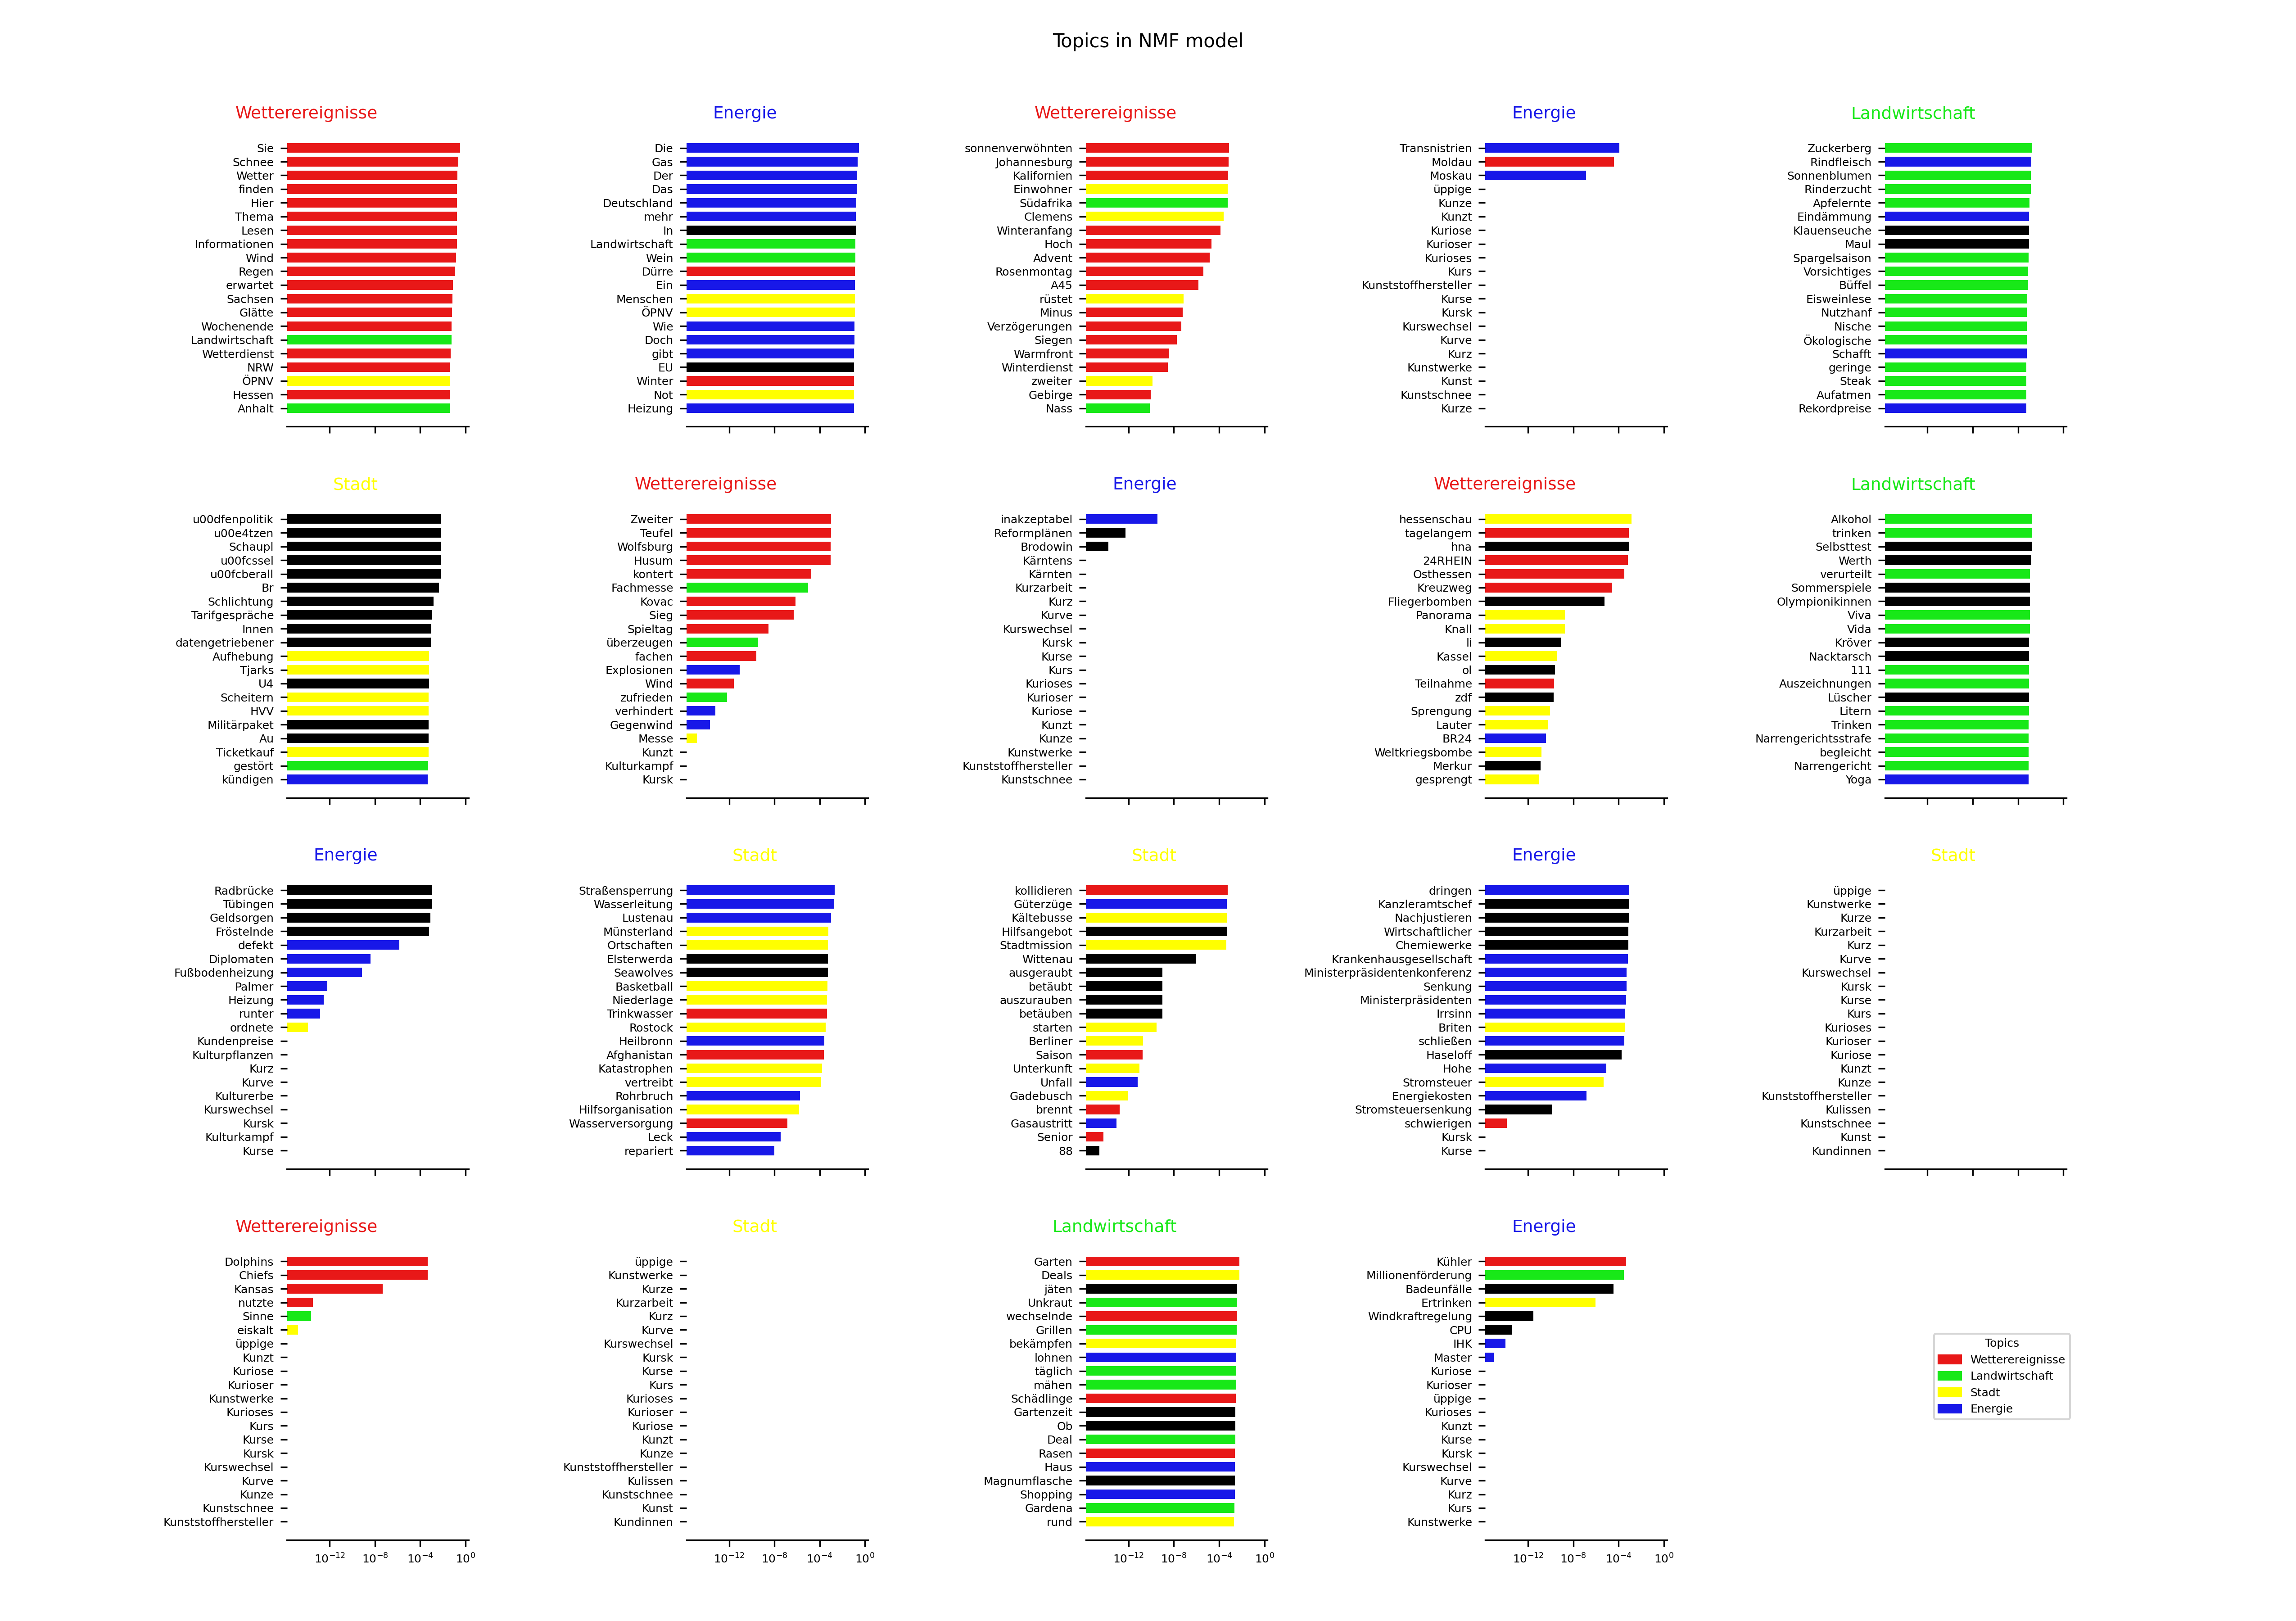 Topics in NMF model
Wetterereignisse
Sie
Schnee
Wetter
finden
Hier
Thema
Lesen
Informationen
Wind
Regen
erwartet
Sachsen
Glätte
Wochenende
Landwirtschaft
Wetterdienst
NRW
ÖPNV
Hessen
Anhalt
Energie
Die
Gas
Der
Das
Deutschland
mehr
In
Landwirtschaft
Wein
Dürre
Ein
Menschen
ÖPNV
Wie
Doch
gibt
EU
Winter
Not
Heizung
Wetterereignisse
sonnenverwöhnten
Johannesburg
Kalifornien
Einwohner
Südafrika
Clemens
Winteranfang
Hoch
Advent
Rosenmontag
A45
rüstet
Minus
Verzögerungen
Siegen
Warmfront
Winterdienst
zweiter
Gebirge
Nass
Energie
Transnistrien
Moldau
Moskau
üppige
Kunze
Kunzt
Kuriose
Kurioser
Kurioses
Kurs
Kunststoffhersteller
Kurse
Kursk
Kurswechsel
Kurve
Kurz
Kunstwerke
Kunst
Kunstschnee
Kurze
Landwirtschaft
Zuckerberg
Rindfleisch
Sonnenblumen
Rinderzucht
Apfelernte
Eindämmung
Klauenseuche
Maul
Spargelsaison
Vorsichtiges
Büffel
Eisweinlese
Nutzhanf
Nische
Ökologische
Schafft
geringe
Steak
Aufatmen
Rekordpreise
Stadt
u00dfenpolitik
u00e4tzen
Schaupl
u00fcssel
u00fcberall
Br
Schlichtung
Tarifgespräche
Innen
datengetriebener
Aufhebung
Tjarks
U4
Scheitern
HVV
Militärpaket
Au
Ticketkauf
gestört
kündigen
Wetterereignisse
Zweiter
Teufel
Wolfsburg
Husum
kontert
Fachmesse
Kovac
Sieg
Spieltag
überzeugen
fachen
Explosionen
Wind
zufrieden
verhindert
Gegenwind
Messe
Kunzt
Kulturkampf
Kursk
Energie
inakzeptabel
Reformplänen
Brodowin
Kärntens
Kärnten
Kurzarbeit
Kurz
Kurve
Kurswechsel
Kursk
Kurse
Kurs
Kurioses
Kurioser
Kuriose
Kunzt
Kunze
Kunstwerke
Kunststoffhersteller
Kunstschnee
Wetterereignisse
hessenschau
tagelangem
hna
24RHEIN
Osthessen
Kreuzweg
Fliegerbomben
Panorama
Knall
li
Kassel
ol
Teilnahme
zdf
Sprengung
Lauter
BR24
Weltkriegsbombe
Merkur
gesprengt
Landwirtschaft
Alkohol
trinken
Selbsttest
Werth
verurteilt
Sommerspiele
Olympionikinnen
Viva
Vida
Kröver
Nacktarsch
111
Auszeichnungen
Lüscher
Litern
Trinken
Narrengerichtsstrafe
begleicht
Narrengericht
Yoga
Energie
Radbrücke
Tübingen
Geldsorgen
Fröstelnde
defekt
Diplomaten
Fußbodenheizung
Palmer
Heizung
runter
ordnete
Kundenpreise
Kulturpflanzen
Kurz
Kurve
Kulturerbe
Kurswechsel
Kursk
Kulturkampf
Kurse
Stadt
Straßensperrung
Wasserleitung
Lustenau
Münsterland
Ortschaften
Elsterwerda
Seawolves
Basketball
Niederlage
Trinkwasser
Rostock
Heilbronn
Afghanistan
Katastrophen
vertreibt
Rohrbruch
Hilfsorganisation
Wasserversorgung
Leck
repariert
Stadt
kollidieren
Güterzüge
Kältebusse
Hilfsangebot
Stadtmission
Wittenau
ausgeraubt
betäubt
auszurauben
betäuben
starten
Berliner
Saison
Unterkunft
Unfall
Gadebusch
brennt
Gasaustritt
Senior
88
Energie
dringen
Kanzleramtschef
Nachjustieren
Wirtschaftlicher
Chemiewerke
Krankenhausgesellschaft
Ministerpräsidentenkonferenz
Senkung
Ministerpräsidenten
Irrsinn
Briten
schließen
Haseloff
Hohe
Stromsteuer
Energiekosten
Stromsteuersenkung
schwierigen
Kursk
Kurse
Stadt
üppige
Kunstwerke
Kurze
Kurzarbeit
Kurz
Kurve
Kurswechsel
Kursk
Kurse
Kurs
Kurioses
Kurioser
Kuriose
Kunzt
Kunze
Kunststoffhersteller
Kulissen
Kunstschnee
Kunst
Kundinnen
Wetterereignisse
Dolphins
Chiefs
Kansas
nutzte
Sinne
eiskalt
üppige
Kunzt
Kuriose
Kurioser
Kunstwerke
Kurioses
Kurs
Kurse
Kursk
Kurswechsel
Kurve
Kunze
Kunstschnee
Kunststoffhersteller
10⁻¹² 10⁻⁸ 10⁻⁴ 10⁰
Stadt
üppige
Kunstwerke
Kurze
Kurzarbeit
Kurz
Kurve
Kurswechsel
Kursk
Kurse
Kurs
Kurioses
Kurioser
Kuriose
Kunzt
Kunze
Kunststoffhersteller
Kulissen
Kunstschnee
Kunst
Kundinnen
10⁻¹² 10⁻⁸ 10⁻⁴ 10⁰
Landwirtschaft
Garten
Deals
jäten
Unkraut
wechselnde
Grillen
bekämpfen
lohnen
täglich
mähen
Schädlinge
Gartenzeit
Ob
Deal
Rasen
Haus
Magnumflasche
Shopping
Gardena
rund
10⁻¹² 10⁻⁸ 10⁻⁴ 10⁰
Energie
Kühler
Millionenförderung
Badeunfälle
Ertrinken
Windkraftregelung
CPU
IHK
Master
Kuriose
Kurioser
üppige
Kurioses
Kunzt
Kurse
Kursk
Kurswechsel
Kurve
Kurz
Kurs
Kunstwerke
10⁻¹² 10⁻⁸ 10⁻⁴ 10⁰
Topics
Wetterereignisse
Landwirtschaft
Stadt
Energie